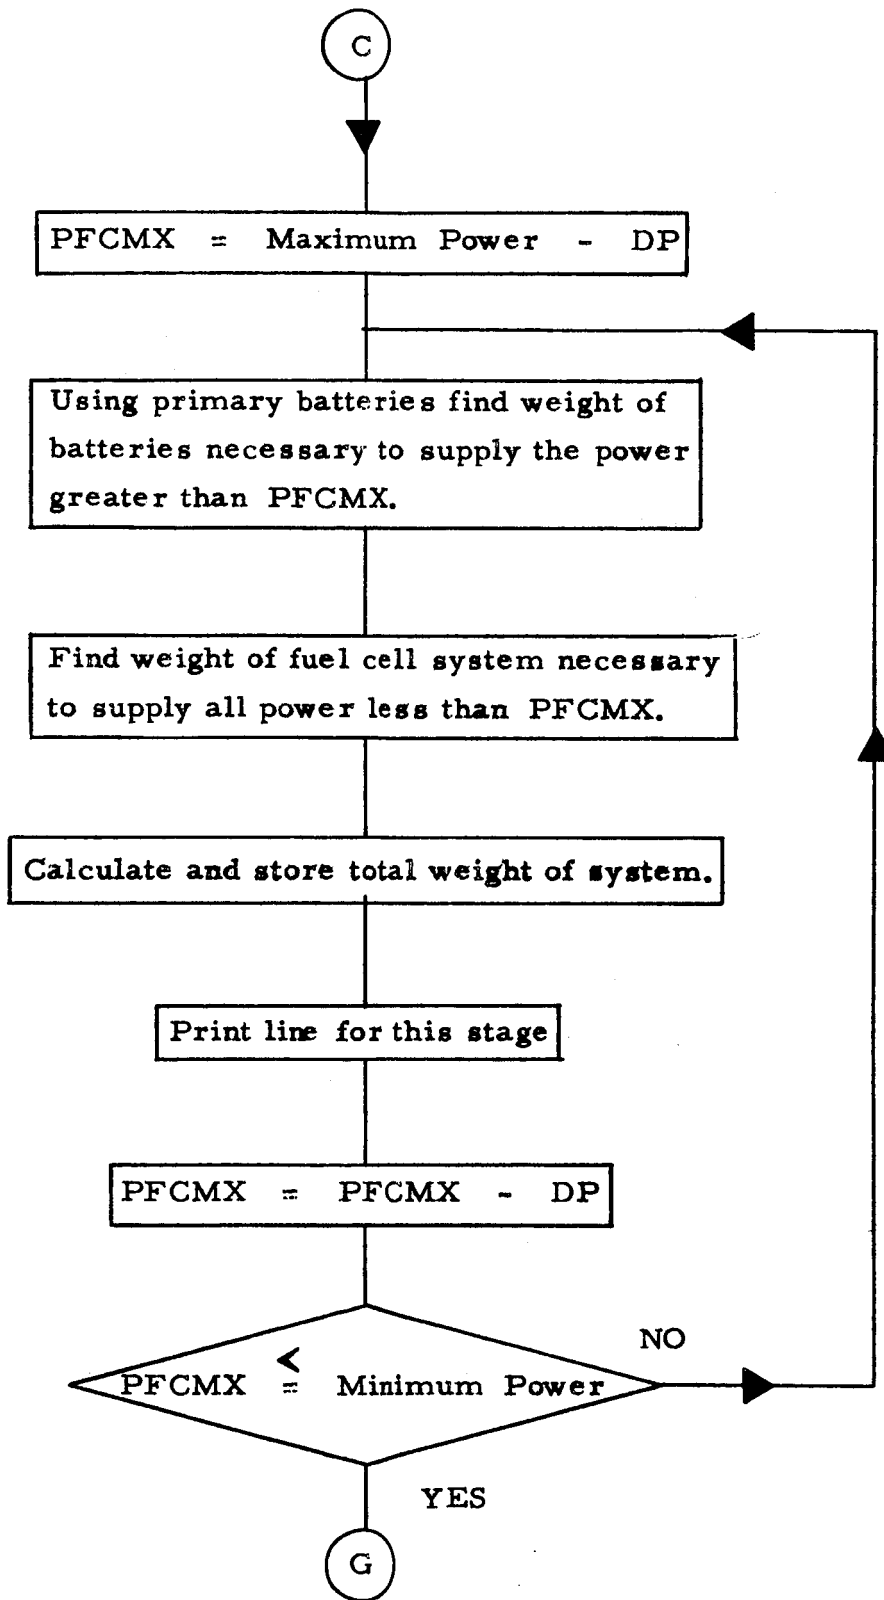 C
PFCMX = Maximum Power - DP
Using primary batteries find weight of
batteries necessary to supply the power
greater than PFCMX.
Find weight of fuel cell system necessary
to supply all power less than PFCMX.
Calculate and store total weight of system.
Print line for this stage
PFCMX = PFCMX - DP
NO
PFCMX ≤ Minimum Power
YES
G